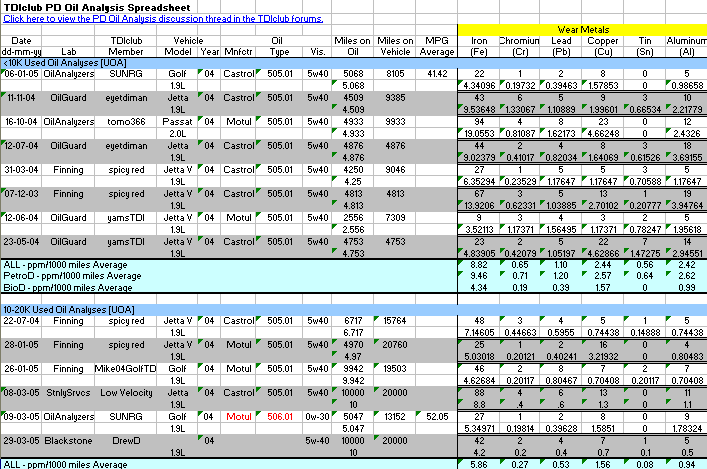 TDIclub PD Oil Analysis Spreadsheet
Click here to view the PD Oil Analysis discussion thread in the TDIclub forums.
Wear Metals
Date TDIclub Vehicle Oil Miles on Miles on MPG Iron Chromium Lead Copper Tin Aluminum
dd-mm-yy Lab Member Model Year Mnfctr Type Vis. Oil Vehicle Average (Fe) (Cr) (Pb) (Cu) (Sn) (Al)
<10K Used Oil Analyses [UOA]
06-01-05 OilAnalyzers SUNRG Golf 04 Castrol 505.01 5w40 5068 8105 41.42 22 1 2 8 0 5
1.9L 5.068 4.34096 0.19732 0.39463 1.57853 0 0.98658
11-11-04 OilGuard eyetdiman Jetta 04 Castrol 505.01 5w40 4509 9385 43 6 5 9 3 10
1.9L 4.509 9.53648 1.33067 1.10889 1.99601 0.66534 2.21779
16-10-04 OilAnalyzers tomo366 Passat 04 Motul 505.01 5w40 4933 9933 94 4 8 23 0 12
2.0L 4.933 19.0553 0.81087 1.62173 4.66248 0 2.4326
12-07-04 OilGuard eyetdiman Jetta 04 Castrol 505.01 5w40 4876 4876 44 2 4 8 3 18
1.9L 4.876 9.02379 0.41017 0.82034 1.64069 0.61526 3.69155
31-03-04 Finning spicy red Jetta V 04 Castrol 505.01 5w40 4250 9046 27 1 5 5 3 5
1.9L 4.25 6.35294 0.23529 1.17647 1.17647 0.70588 1.17647
07-12-03 Finning spicy red Jetta V 04 Castrol 505.01 5w40 4813 4813 67 3 5 13 1 19
1.9L 4.813 13.9206 0.62331 1.03885 2.70102 0.20777 3.94764
12-06-04 OilGuard yamsTDI Jetta V 04 Motul 505.01 5w40 2556 7309 9 3 4 3 2 5
1.9L 2.556 3.52113 1.17371 1.56495 1.17371 0.78247 1.95618
23-05-04 OilGuard yamsTDI Jetta V 04 Castrol 505.01 5w40 4753 4753 23 2 5 22 7 14
1.9L 4.753 4.83905 0.42079 1.05197 4.62866 1.47275 2.94551
ALL - ppm/1000 miles Average 8.82 0.65 1.10 2.44 0.56 2.42
PetroD - ppm/1000 miles Average 9.46 0.71 1.20 2.57 0.64 2.62
BioD - ppm/1000 miles Average 4.34 0.19 0.39 1.57 0 0.99
10-20K Used Oil Analyses [UOA]
22-07-04 Finning spicy red Jetta V 04 Castrol 505.01 5w40 6717 15764 48 3 4 5 1 5
1.9L 6.717 7.14605 0.44663 0.5955 0.74438 0.14888 0.74438
28-01-05 Finning spicy red Jetta V 04 Castrol 505.01 5w40 4970 20760 25 1 2 16 0 4
1.9L 4.97 5.03018 0.20121 0.40241 3.21932 0 0.80483
26-01-05 Finning Mike04GolfTD Golf 04 Castrol 505.01 5w40 9942 19503 46 2 8 7 2 7
1.9L 9.942 4.62684 0.20117 0.80467 0.70408 0.20117 0.70408
08-03-05 StnlySrvcs Low Velocity Jetta 04 Castrol 505.01 5w40 10000 20000 88 4 6 13 0 11
1.9L 10 8.8 .4 .6 1.3 0 1.1
09-03-05 OilAnalyzers SUNRG Golf 04 Motul 506.01 0w-30 5047 13152 52.05 27 1 2 8 0 9
1.9L 5.047 5.34971 0.19814 0.39628 1.5851 0 1.78324
29-03-05 Blackstone DrewD 04 5w-40 10000 20000 42 2 4 7 1 5
1.9L 10 4.2 0.2 0.4 0.7 0.1 0.5
ALL - ppm/1000 miles Average 5.86 0.27 0.53 1.56 0.08 0.94